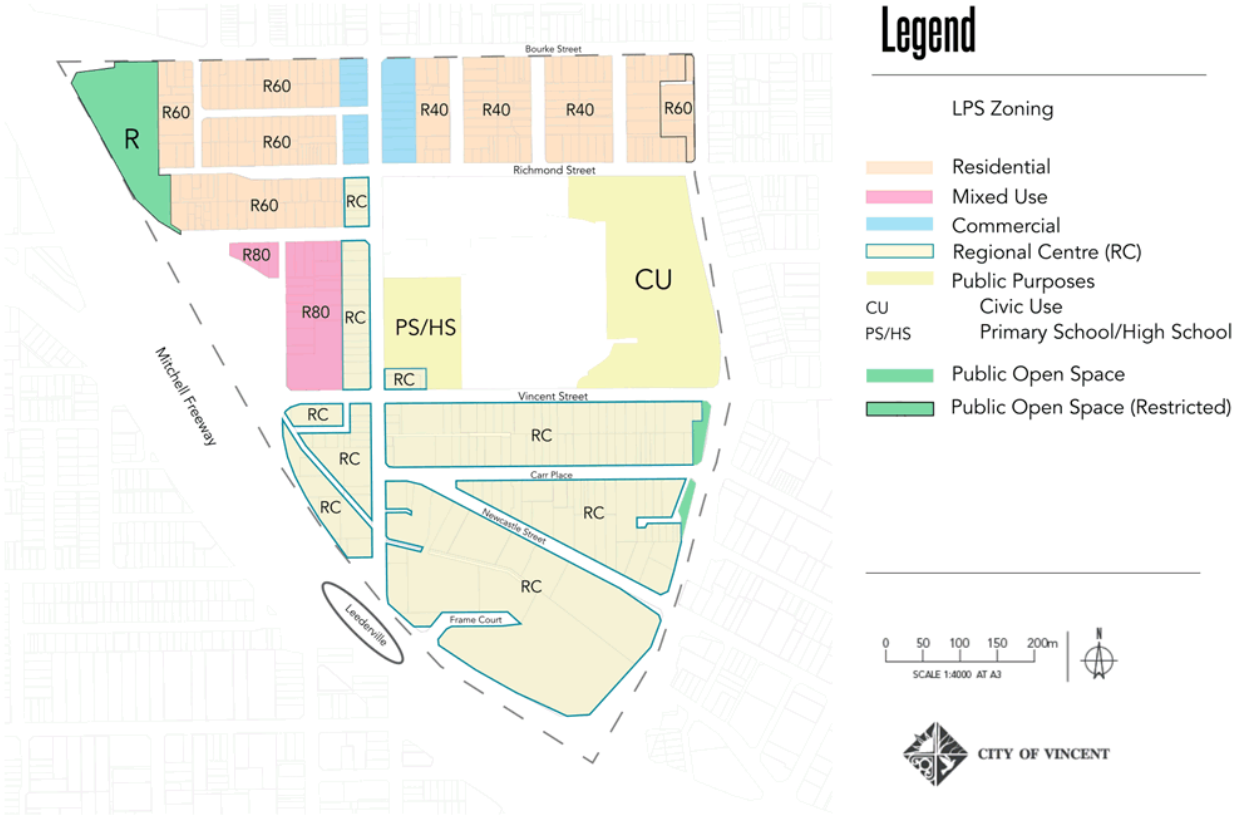 Legend
LPS Zoning
Residential
Mixed Use
Commercial
Regional Centre (RC)
Public Purposes
CU Civic Use
PS/HS Primary School/High School
Public Open Space
Public Open Space (Restricted)
Bourke Street
R
R60
R60
R60
R40
R40
R40
R60
Richmond Street
R60
RC
R80
R80
RC
CU
PS/HS
RC
Mitchell Freeway
Vincent Street
RC
RC
RC
RC
Carr Place
RC
Newcastle Street
RC
Frame Court
Leederville
0 50 100 150 200m
SCALE 1:4000 AT A3
N
CITY OF VINCENT